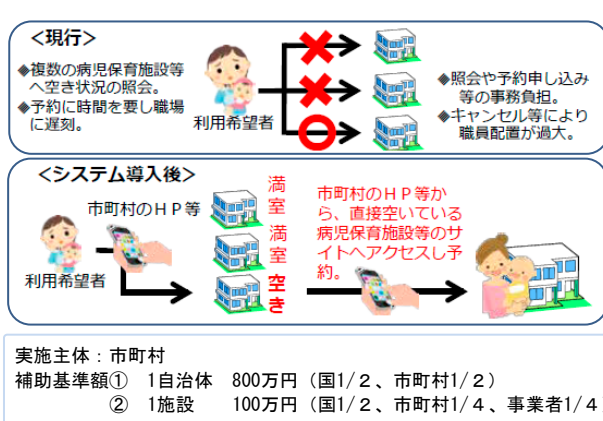 <現行>
◆複数の病児保育施設等
へ空き状況の照会。
◆予約に時間を要し職場
に遅刻。
利用希望者
◆照会や予約申し込み
等の事務負担。
◆キャンセル等により
職員配置が過大。
<システム導入後>
市町村のHP等
利用希望者
満室
満室
空き
市町村のHP等か
ら、直接空いている
病児保育施設等のサ
イトへアクセスし予
約。
実施主体:市町村
補助基準額① 1自治体 800万円(国1/2、市町村1/2)
② 1施設 100万円(国1/2、市町村1/4、事業者1/4)